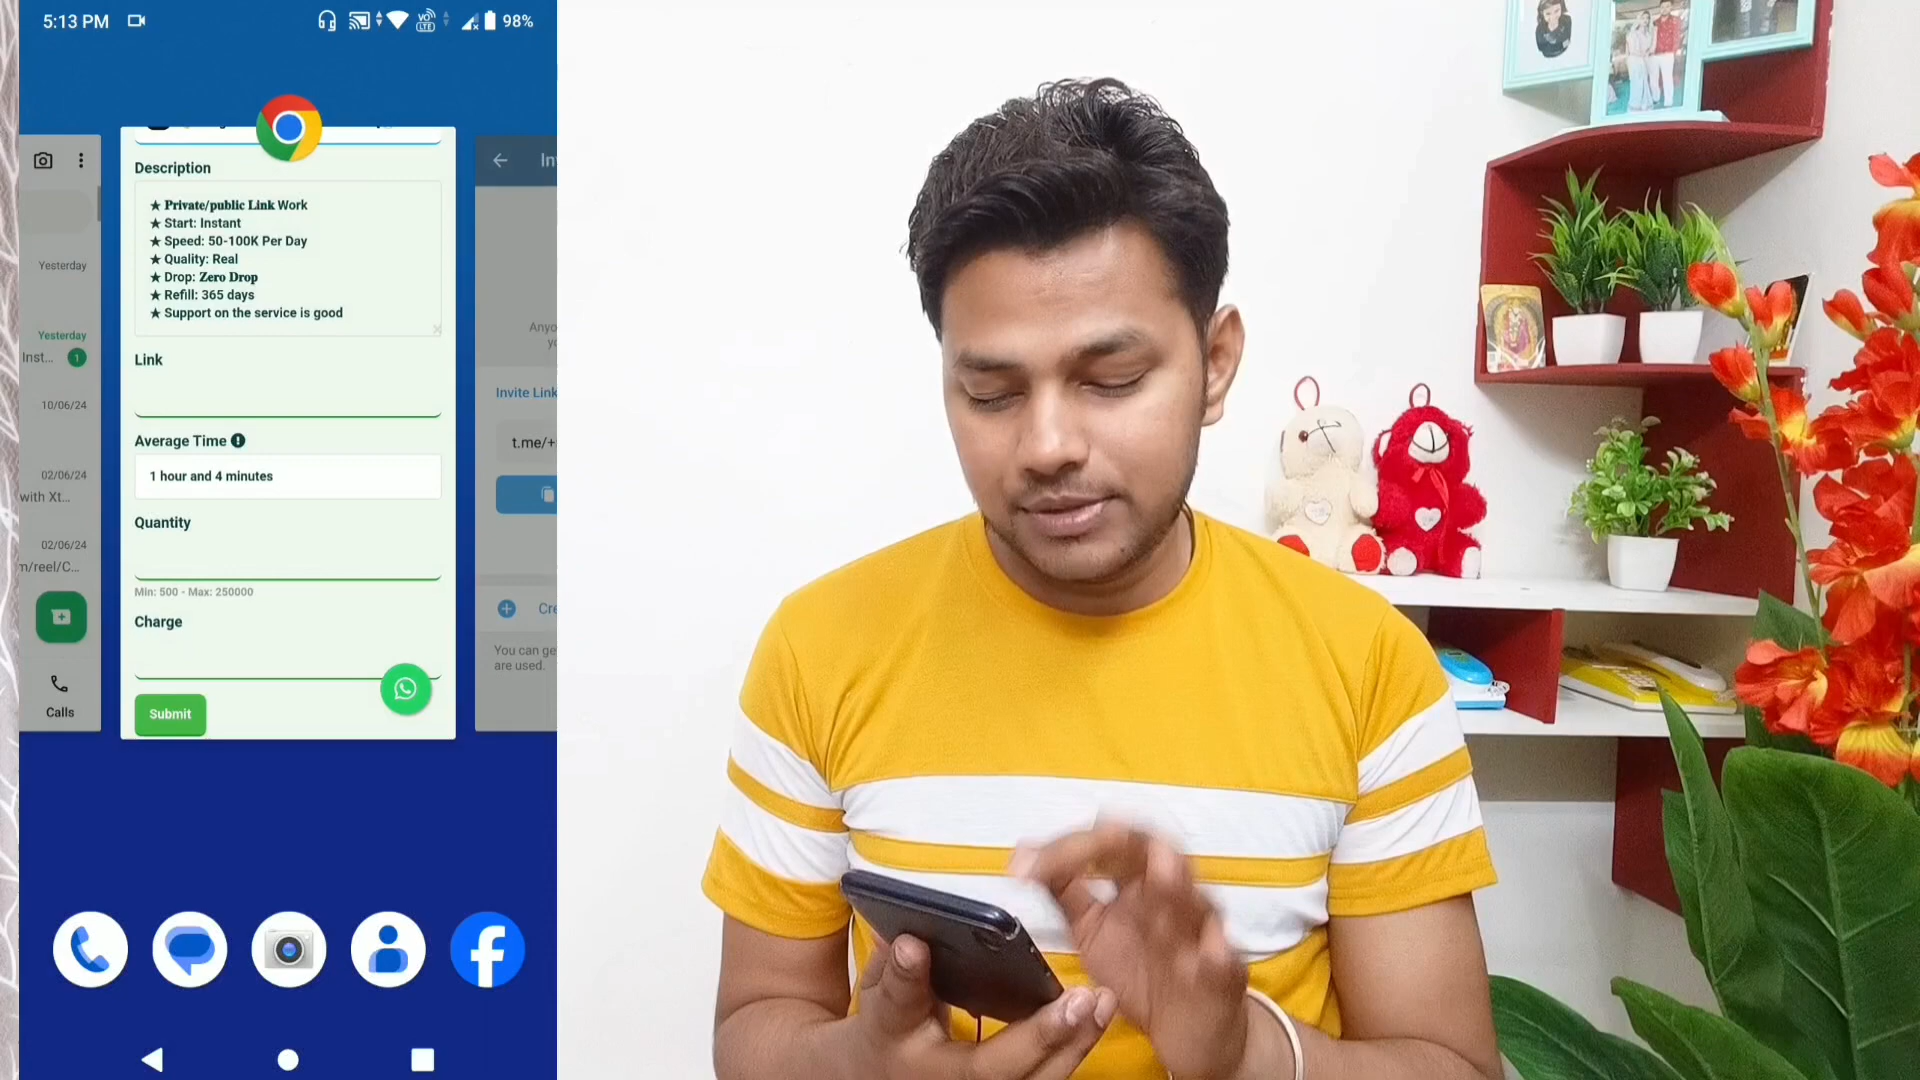 5:13 PM
VO
LTE
98%
Description
★ Private/public Link Work
★ Start: Instant
★ Speed: 50-100K Per Day
★ Quality: Real
★ Drop: Zero Drop
★ Refill: 365 days
★ Support on the service is good
Link
Average Time
1 hour and 4 minutes
Quantity
Min: 500 - Max: 250000
Charge
Submit
Yesterday
Yesterday
Inst... 1
10/06/24
02/06/24
with Xt...
02/06/24
m/reel/C...
Calls
Invite Link
t.me/+
You can ge
are used.